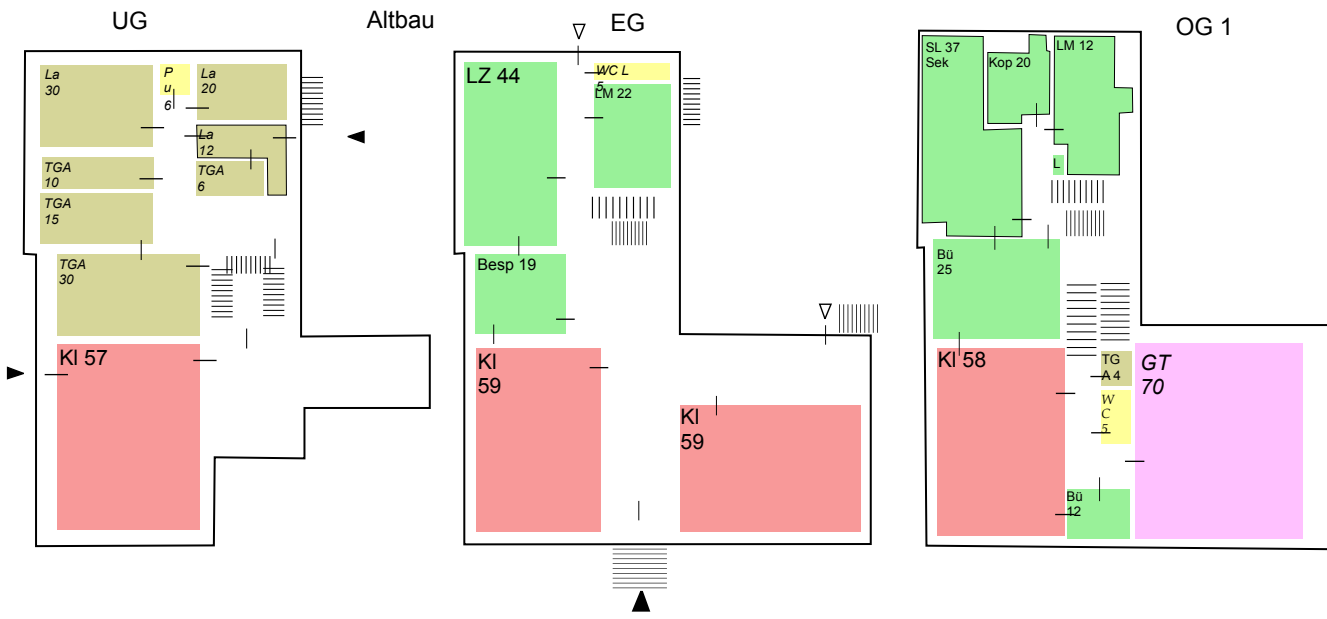 UG
Altbau
EG
OG 1
La
30
P
u
6
La
20
La
12
TGA
10
TGA
6
TGA
15
TGA
30
Kl 57
LZ 44
WC L
5
LM 22
Besp 19
Kl
59
Kl
59
SL 37
Sek
Kop 20
LM 12
L
Bü
25
Kl 58
TG
A 4
W
C
5
GT
70
Bü
12